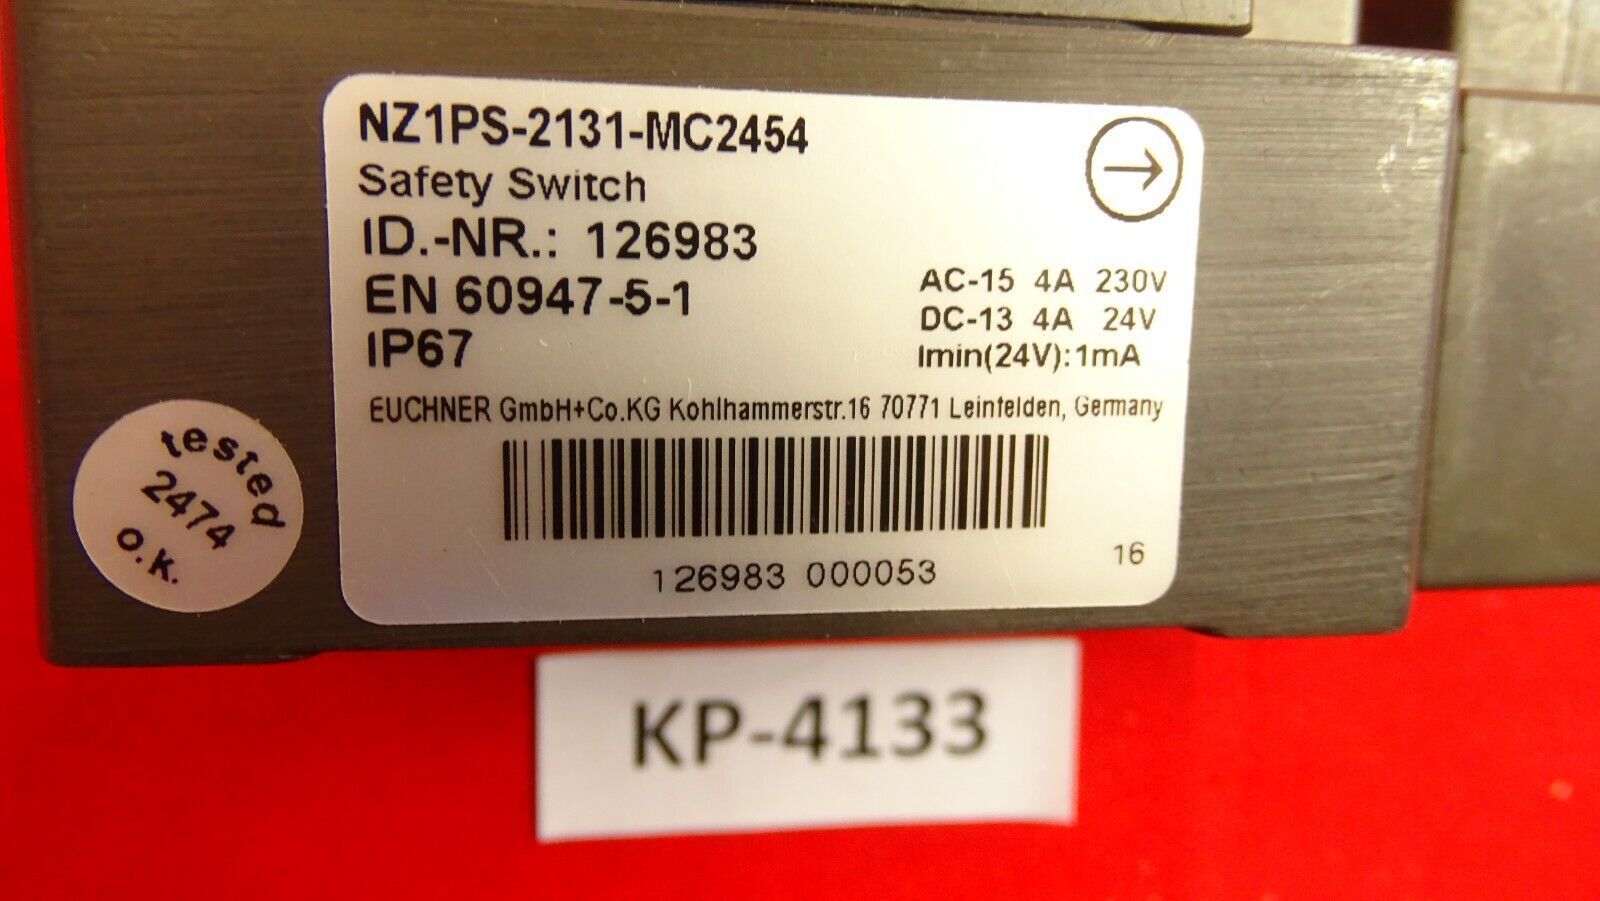 NZ1PS-2131-MC2454
Safety Switch
ID.-NR.: 126983
EN 60947-5-1
IP67
AC-15 4A 230V
DC-13 4A 24V
Imin(24V):1mA
EUCHNER GmbH+Co.KG Kohlhammerstr.16 70771 Leinfelden, Germany
126983 000053
16
tested
2474
o.k.
KP-4133